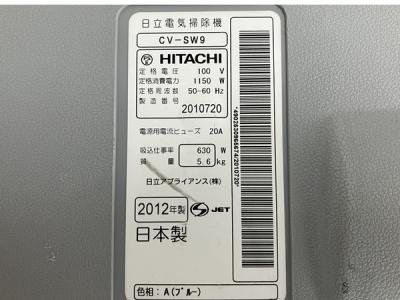 日立電気掃除機
CV-SW9
HITACHI
定格電圧 100 V
定格消費電力 1150 W
定格周波数 50-60 Hz
製造番号
2010720
電源用電流ヒューズ 20A
吸込仕事率 630 W
質量 5.6 kg
日立アプライアンス(株)
2012年製 S JET
日本製
色相: A(ブルー)
*4902530965674/2010720*